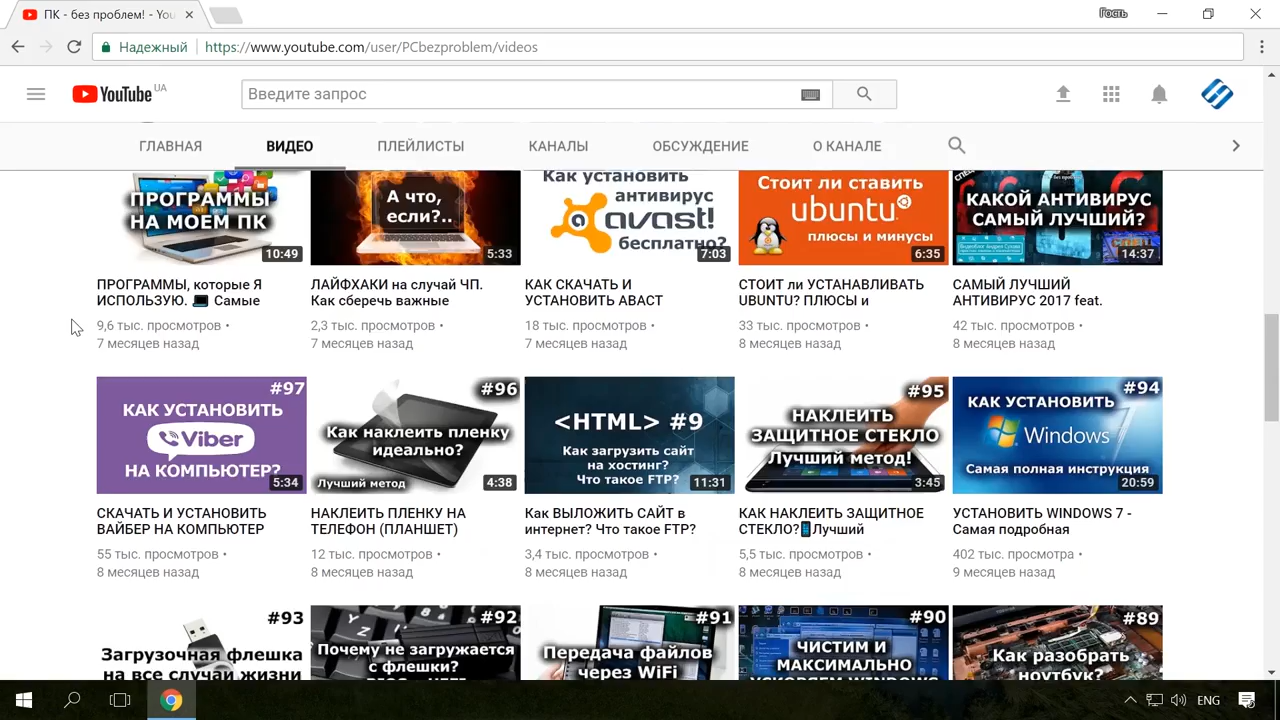 ПК - без проблем! - You
Гость
Надежный
https://www.youtube.com/user/PCbezproblem/videos
YouTube UA
Введите запрос
ГЛАВНАЯ
ВИДЕО
ПЛЕЙЛИСТЫ
КАНАЛЫ
ОБСУЖДЕНИЕ
О КАНАЛЕ
ПРОГРАММЫ
НА МОЕМ ПК
10:49
А что,
если?..
5:33
Как установить
антивирус
avast!
бесплатно?
7:03
Стоит ли ставить
ubuntu
плюсы и минусы
6:35
КАКОЙ АНТИВИРУС
САМЫЙ ЛУЧШИЙ?
14:37
ПРОГРАММЫ, которые Я
ИСПОЛЬЗУЮ. Самые
9,6 тыс. просмотров •
7 месяцев назад
ЛАЙФХАКИ на случай ЧП.
Как сберечь важные
2,3 тыс. просмотров •
7 месяцев назад
КАК СКАЧАТЬ И
УСТАНОВИТЬ АВАСТ
18 тыс. просмотров •
7 месяцев назад
СТОИТ ли УСТАНАВЛИВАТЬ
UBUNTU? ПЛЮСЫ и
33 тыс. просмотров •
8 месяцев назад
САМЫЙ ЛУЧШИЙ
АНТИВИРУС 2017 feat.
42 тыс. просмотров •
8 месяцев назад
#97
КАК УСТАНОВИТЬ
Viber
НА КОМПЬЮТЕР?
5:34
#96
Как наклеить пленку
идеально?
Лучший метод
4:38
<HTML> #9
Как загрузить сайт
на хостинг?
Что такое FTP?
11:31
#95
НАКЛЕИТЬ
ЗАЩИТНОЕ СТЕКЛО
Лучший метод!
3:45
#94
КАК УСТАНОВИТЬ
Windows 7
Самая полная инструкция
20:59
СКАЧАТЬ И УСТАНОВИТЬ
ВАЙБЕР НА КОМПЬЮТЕР
55 тыс. просмотров •
8 месяцев назад
НАКЛЕИТЬ ПЛЕНКУ НА
ТЕЛЕФОН (ПЛАНШЕТ)
12 тыс. просмотров •
8 месяцев назад
Как ВЫЛОЖИТЬ САЙТ в
интернет? Что такое FTP?
3,4 тыс. просмотров •
8 месяцев назад
КАК НАКЛЕИТЬ ЗАЩИТНОЕ
СТЕКЛО? Лучший
5,5 тыс. просмотров •
8 месяцев назад
УСТАНОВИТЬ WINDOWS 7 -
Самая подробная
402 тыс. просмотра •
9 месяцев назад
#93
Загрузочная флешка
на все случаи жизни
#92
Почему не загружается
с флешки?
#91
Передача файлов
через WiFi
#90
ЧИСТИМ И
МАКСИМАЛЬНО
УСКОРЯЕМ WINDOWS
#89
Как разобрать
ноутбук?
ENG